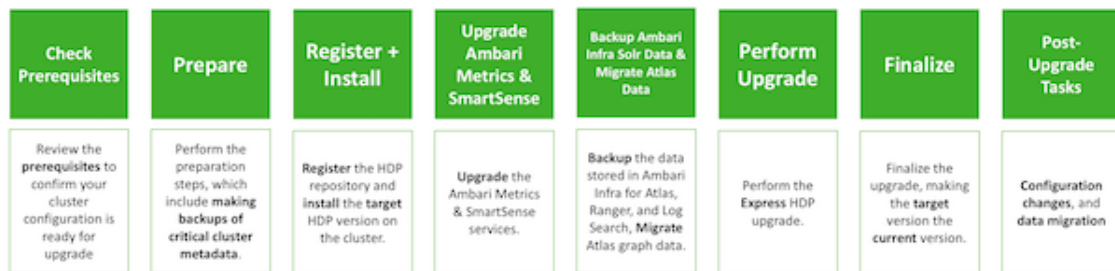 Check
Prerequisites
Review the
prerequisites to
confirm your
cluster
configuration is
ready for
upgrade
Prepare
Perform the
preparation
steps, which
include making
backups of
critical cluster
metadata.
Register +
Install
Register the HDP
repository and
install the target
HDP version on
the cluster.
Upgrade
Ambari
Metrics &
SmartSense
Upgrade the
Ambari Metrics
& SmartSense
services.
Backup Ambari
Infra Solr Data &
Migrate Atlas
Data
Backup the data
stored in Ambari
Infra for Atlas,
Ranger, and Log
Search, Migrate
Atlas graph data.
Perform
Upgrade
Perform the
Express HDP
upgrade.
Finalize
Finalize the
upgrade, making
the target
version the
current version.
Post-
Upgrade
Tasks
Configuration
changes, and
data migration